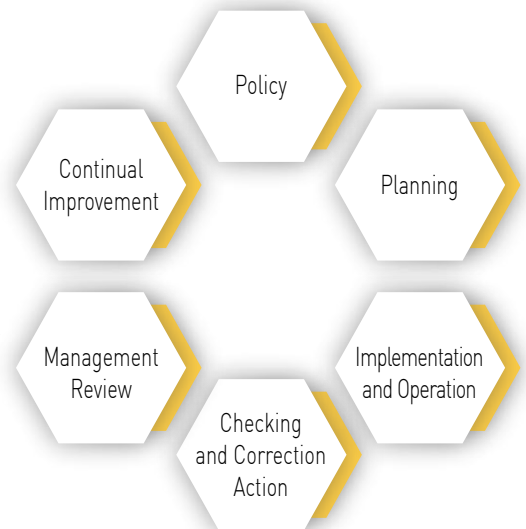 Policy
Planning
Implementation
and Operation
Checking
and Correction
Action
Management
Review
Continual
Improvement